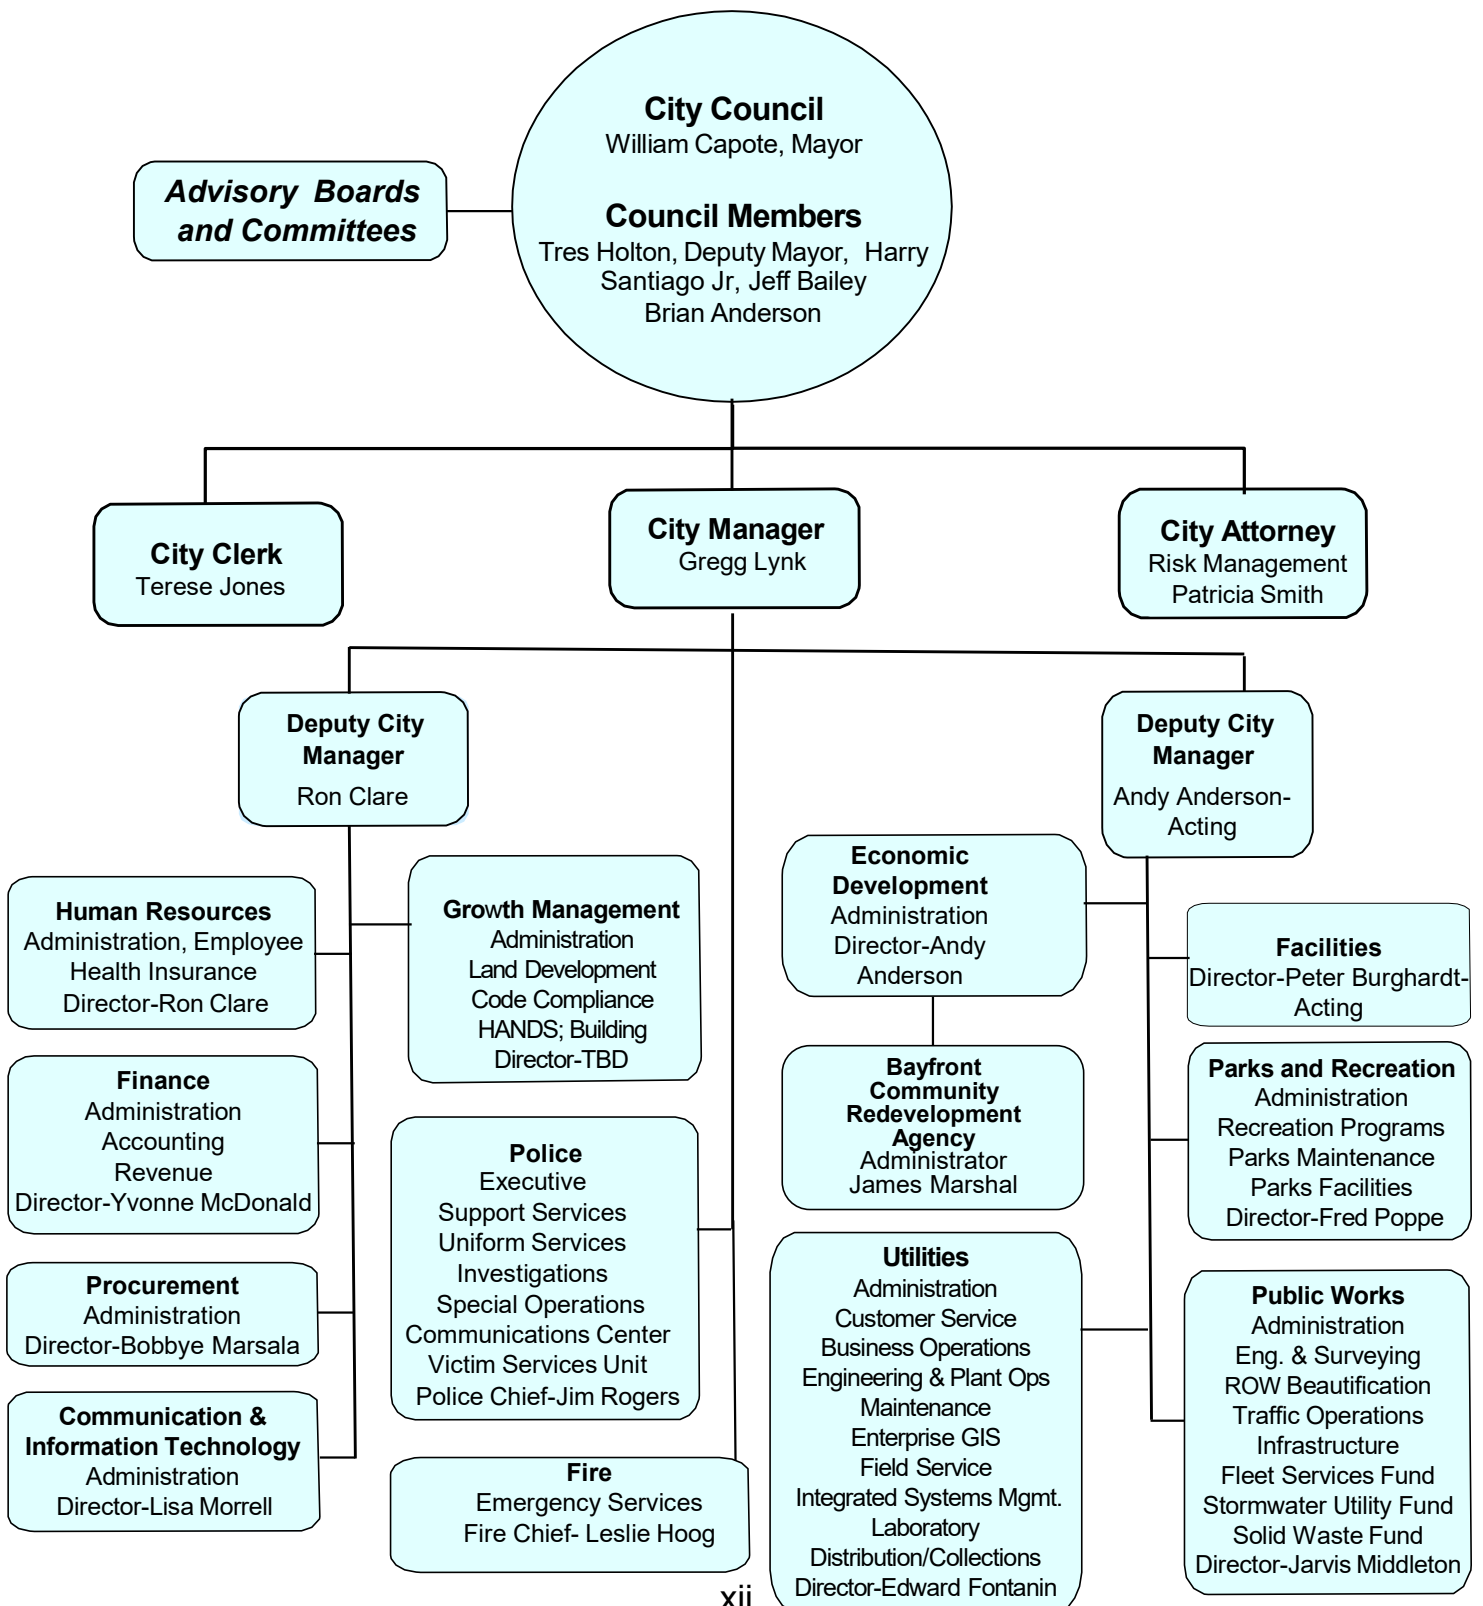 City Council
William Capote, Mayor
Advisory Boards
and Committees
Council Members
Tres Holton, Deputy Mayor, Harry
Santiago Jr, Jeff Bailey
Brian Anderson
City Clerk
Terese Jones
City Manager
Gregg Lynk
City Attorney
Risk Management
Patricia Smith
Deputy City
Manager
Ron Clare
Deputy City
Manager
Andy Anderson-
Acting
Human Resources
Administration, Employee
Health Insurance
Director-Ron Clare
Growth Management
Administration
Land Development
Code Compliance
HANDS; Building
Director-TBD
Economic
Development
Administration
Director-Andy
Anderson
Facilities
Director-Peter Burghardt-
Acting
Finance
Administration
Accounting
Revenue
Director-Yvonne McDonald
Police
Executive
Support Services
Uniform Services
Investigations
Special Operations
Communications Center
Victim Services Unit
Police Chief-Jim Rogers
Bayfront
Community
Redevelopment
Agency
Administrator
James Marshal
Parks and Recreation
Administration
Recreation Programs
Parks Maintenance
Parks Facilities
Director-Fred Poppe
Procurement
Administration
Director-Bobbye Marsala
Utilities
Administration
Customer Service
Business Operations
Engineering & Plant Ops
Maintenance
Enterprise GIS
Field Service
Integrated Systems Mgmt.
Laboratory
Distribution/Collections
Director-Edward Fontanin
Public Works
Administration
Eng. & Surveying
ROW Beautification
Traffic Operations
Infrastructure
Fleet Services Fund
Stormwater Utility Fund
Solid Waste Fund
Director-Jarvis Middleton
Communication &
Information Technology
Administration
Director-Lisa Morrell
Fire
Emergency Services
Fire Chief- Leslie Hoog
xii